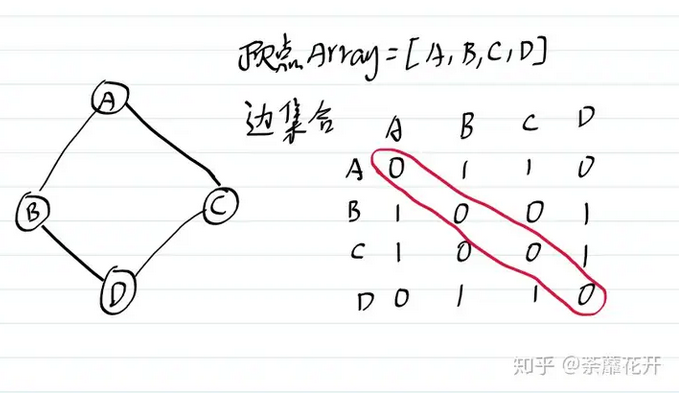 顶点Array=[A,B,C,D]
边集合
A B C D
A 0 1 1 0
B 1 0 0 1
C 1 0 0 1
D 0 1 1 0
A
B
C
D
知乎 @荼蘼花开